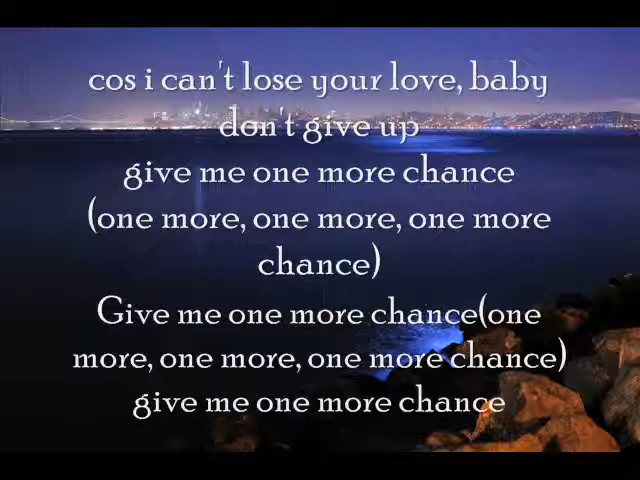 cos i can't lose your love, baby
don't give up
give me one more chance
(one more, one more, one more
chance)
Give me one more chance(one
more, one more, one more chance)
give me one more chance